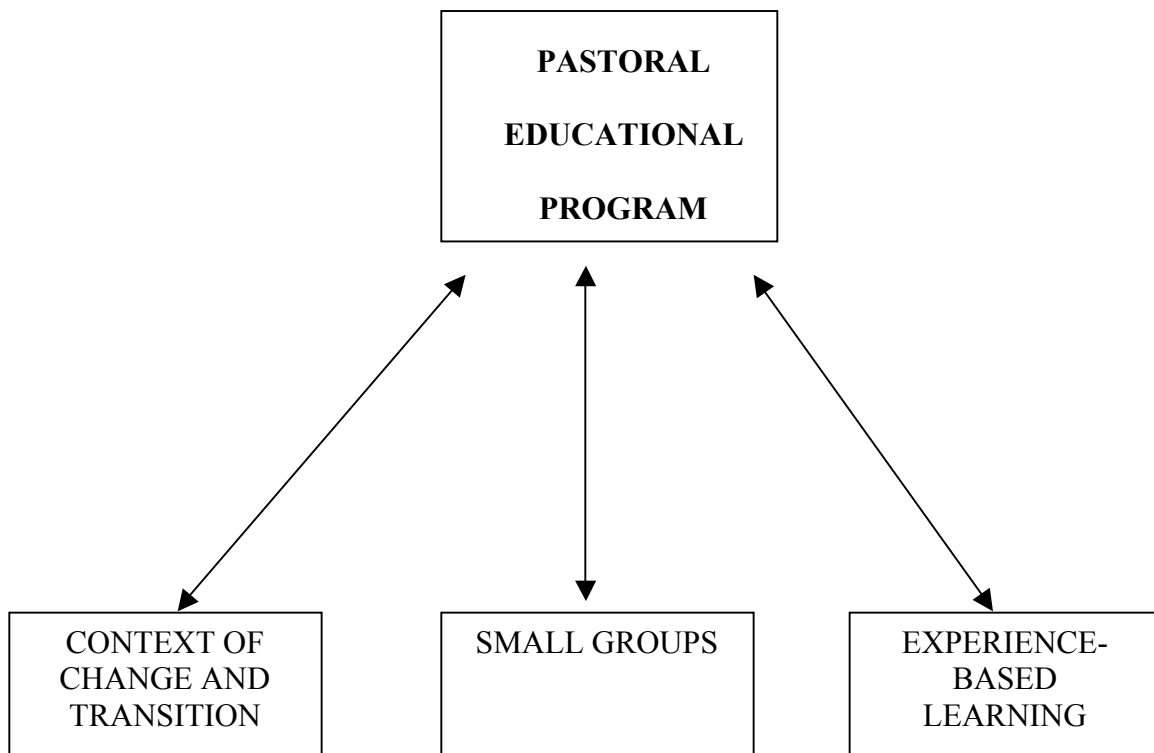 PASTORAL
EDUCATIONAL
PROGRAM
CONTEXT OF
CHANGE AND
TRANSITION
SMALL GROUPS
EXPERIENCE-
BASED
LEARNING